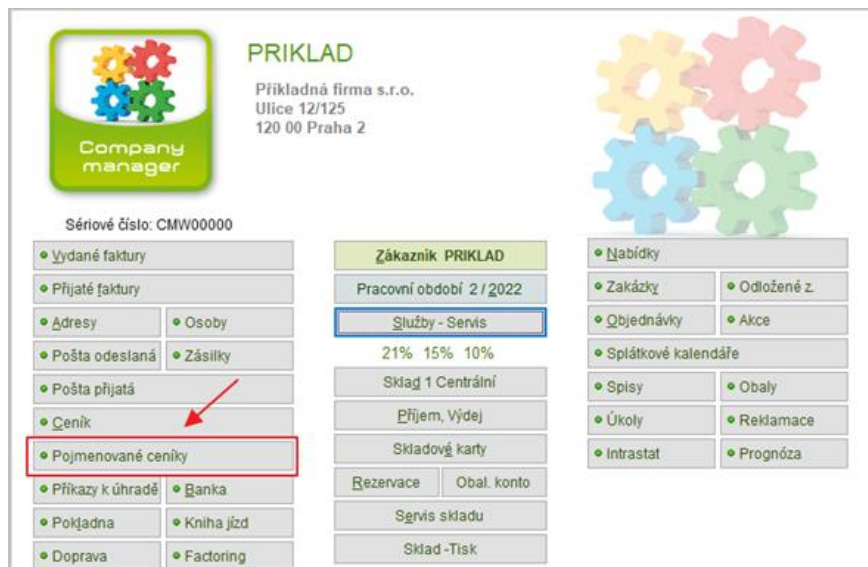 PRIKLAD
Příkladná firma s.r.o.
Ulice 12/125
120 00 Praha 2
Company
manager
Sériové číslo: CMW00000
Vydané faktury
Přijaté faktury
Adresy
Osoby
Pošta odeslaná
Zásilky
Pošta přijatá
Ceník
Pojmenované ceníky
Příkazy k úhradě
Banka
Pokladna
Kniha jízd
Doprava
Factoring
Zákazník PRIKLAD
Pracovní období 2 / 2022
Služby - Servis
21% 15% 10%
Sklad 1 Centrální
Příjem, Výdej
Skladové karty
Rezervace
Obal. konto
Servis skladu
Sklad -Tisk
Nabídky
Zakázky
Odložené z.
Objednávky
Akce
Splátkové kalendáře
Spisy
Obaly
Úkoly
Reklamace
Intrastat
Prognóza